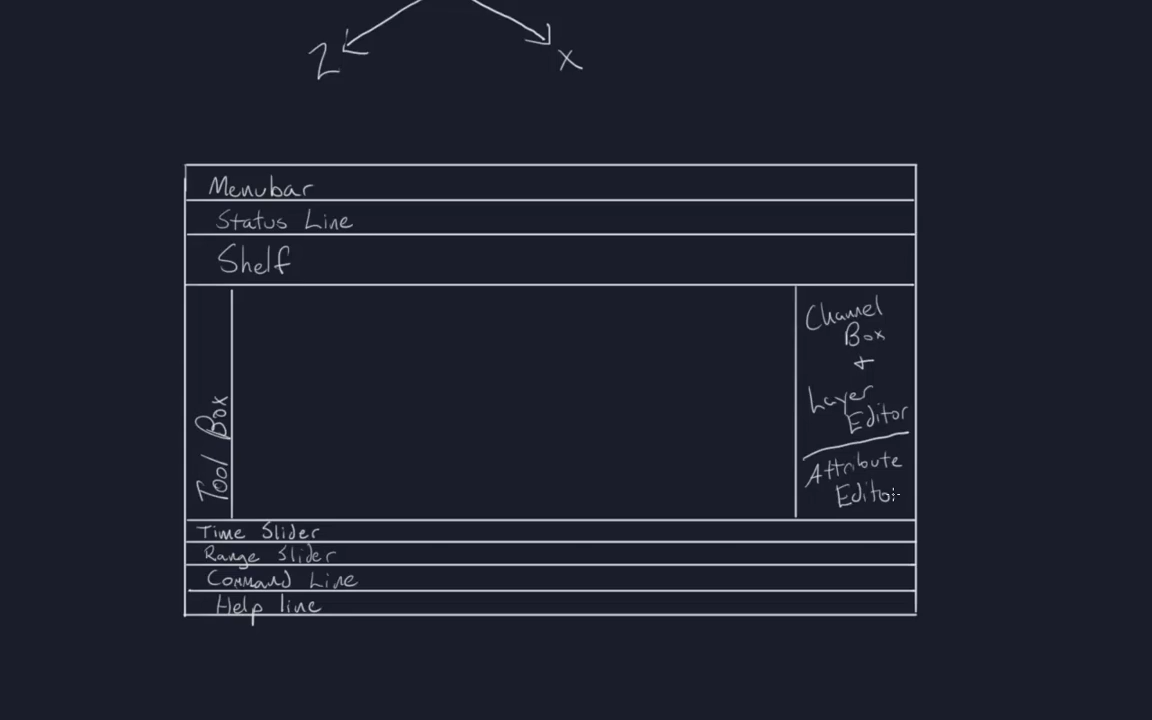 Z
x
Menubar
Status Line
Shelf
Tool Box
Channel
Box
+
Layer
Editor
Attribute
Editor
Time Slider
Range Slider
Command Line
Help line